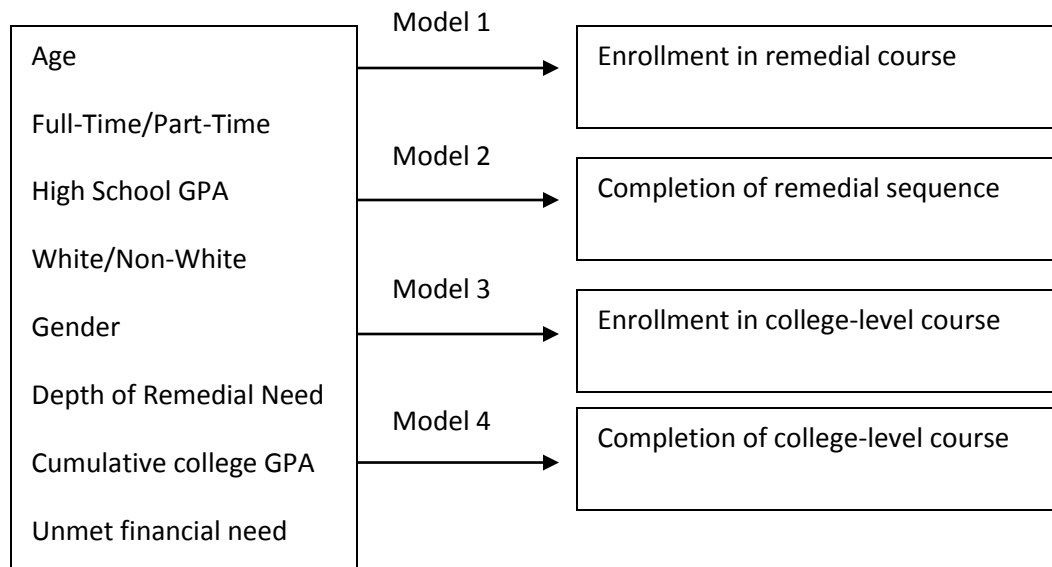 Age
Full-Time/Part-Time
High School GPA
White/Non-White
Gender
Depth of Remedial Need
Cumulative college GPA
Unmet financial need
Model 1
Enrollment in remedial course
Model 2
Completion of remedial sequence
Model 3
Enrollment in college-level course
Model 4
Completion of college-level course